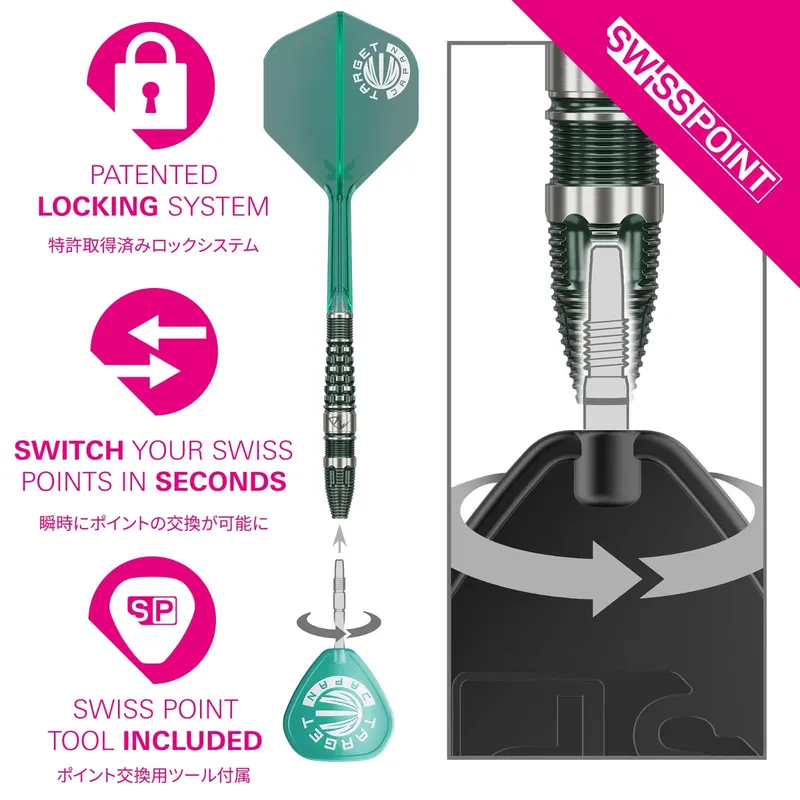 PATENTED
LOCKING SYSTEM
特許取得済みロックシステム
SWITCH YOUR SWISS
POINTS IN SECONDS
瞬時にポイントの交換が可能に
SP
SWISS POINT
TOOL INCLUDED
ポイント交換用ツール付属
TARGET
JAPAN
TARGET
JAPAN
SWISSPOINT
SP